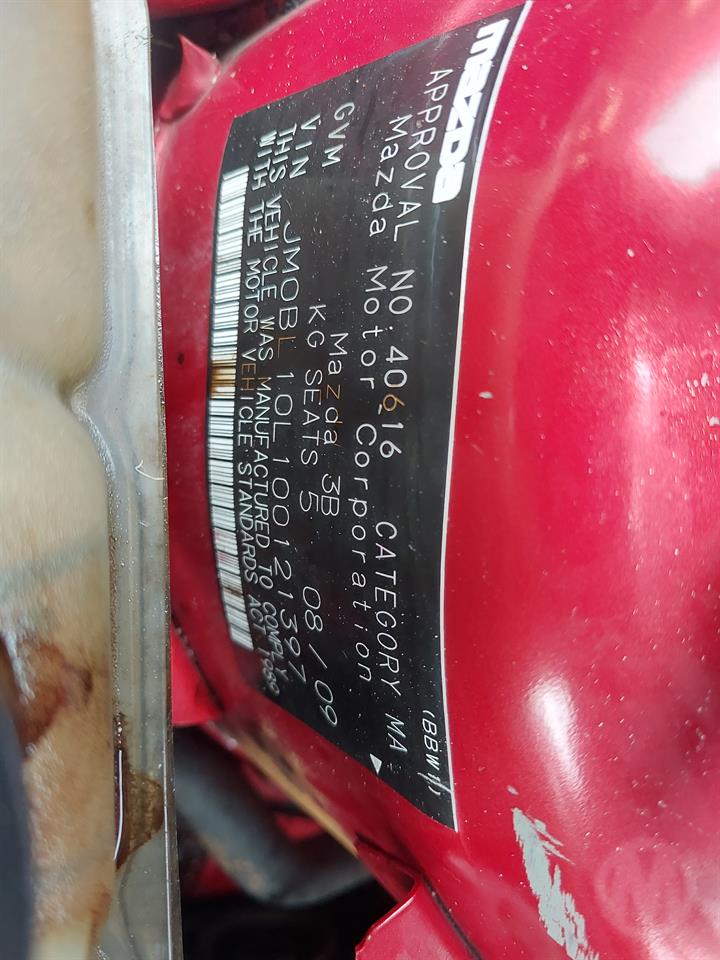 mazda
APPROVAL NO:40616 CATEGORY MA
Mazda Motor Corporation
Mazda 3B 08/09
GVM KG SEATS 5
VIN JM0BL10L100121397
THIS VEHICLE WAS MANUFACTURED TO COMPLY
WITH THE MOTOR VEHICLE STANDARDS ACT 1989